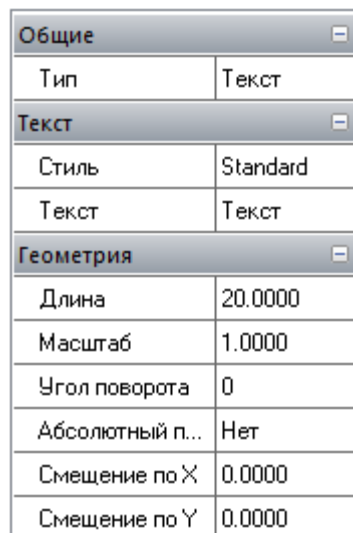 Общие
Тип Текст
Текст
Стиль Standard
Текст Текст
Геометрия
Длина 20.0000
Масштаб 1.0000
Угол поворота 0
Абсолютный п... Нет
Смещение по X 0.0000
Смещение по Y 0.0000